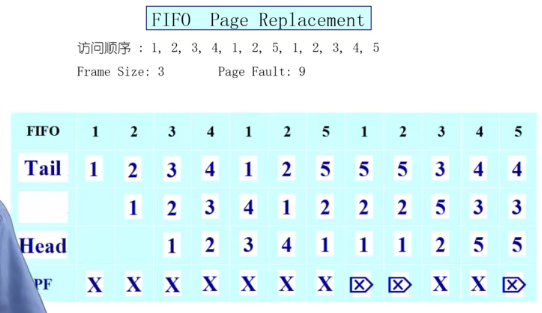 FIFO Page Replacement
访问顺序 : 1, 2, 3, 4, 1, 2, 5, 1, 2, 3, 4, 5
Frame Size: 3 Page Fault: 9
FIFO 1 2 3 4 1 2 5 1 2 3 4 5
Tail 1 2 3 4 1 2 5 5 5 3 4 4
1 2 3 4 1 2 2 2 5 3 3
Head 1 2 3 4 1 1 1 2 5 5
PF X X X X X X X X X X X X